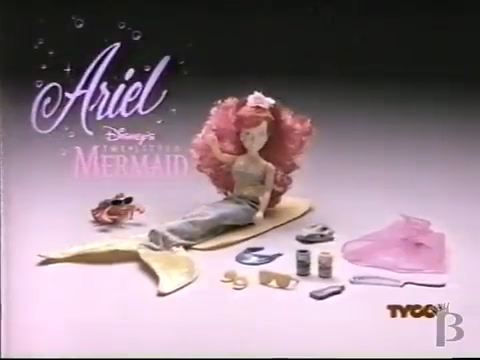 Ariel
Disney's
THE LITTLE
MERMAID
TYCO
β